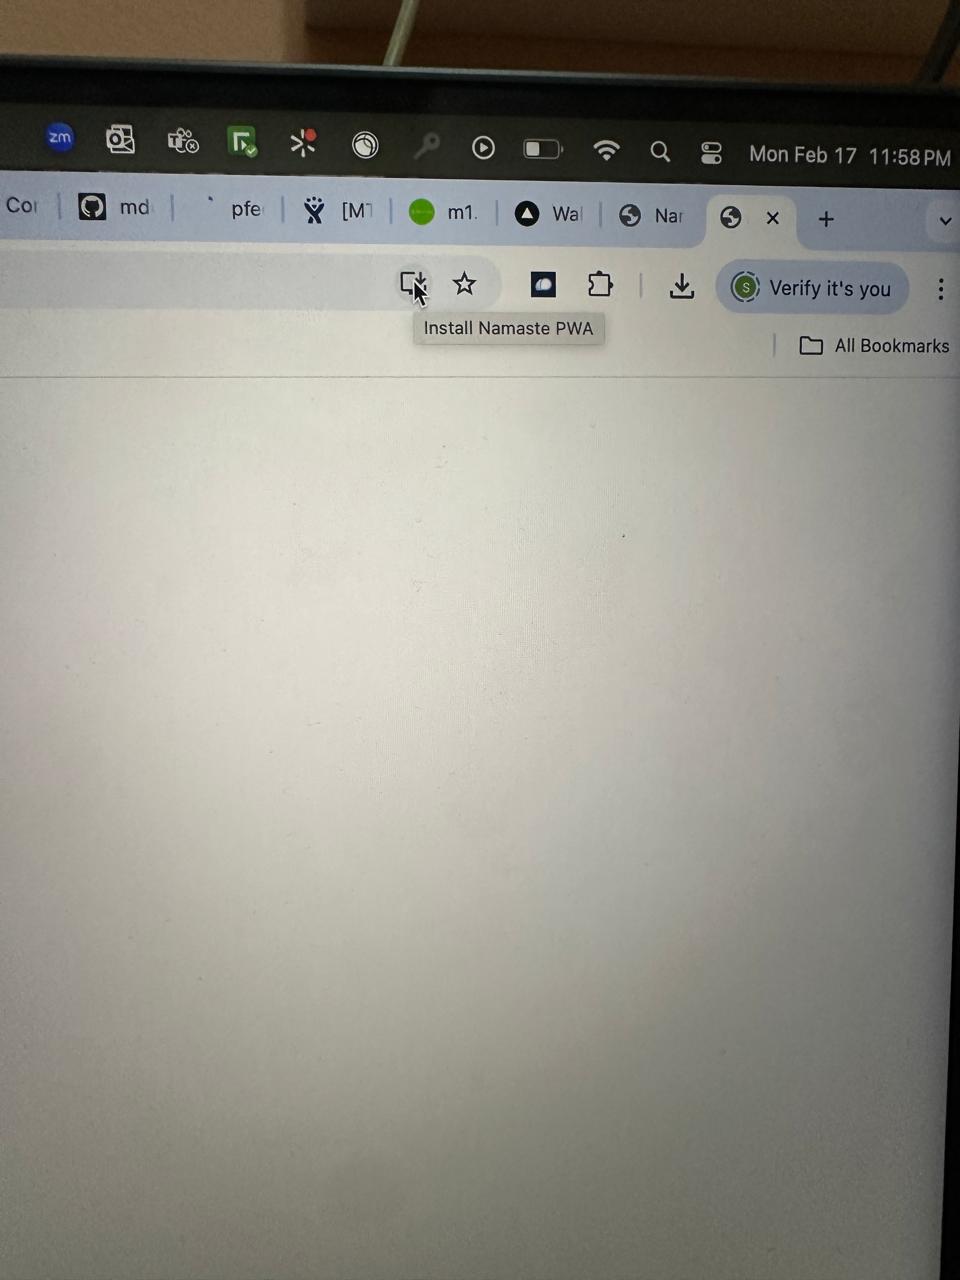 zm Mon Feb 17 11:58 PM
Cor md pfe [MT m1. Wal Nar
S Verify it's you
Install Namaste PWA
All Bookmarks